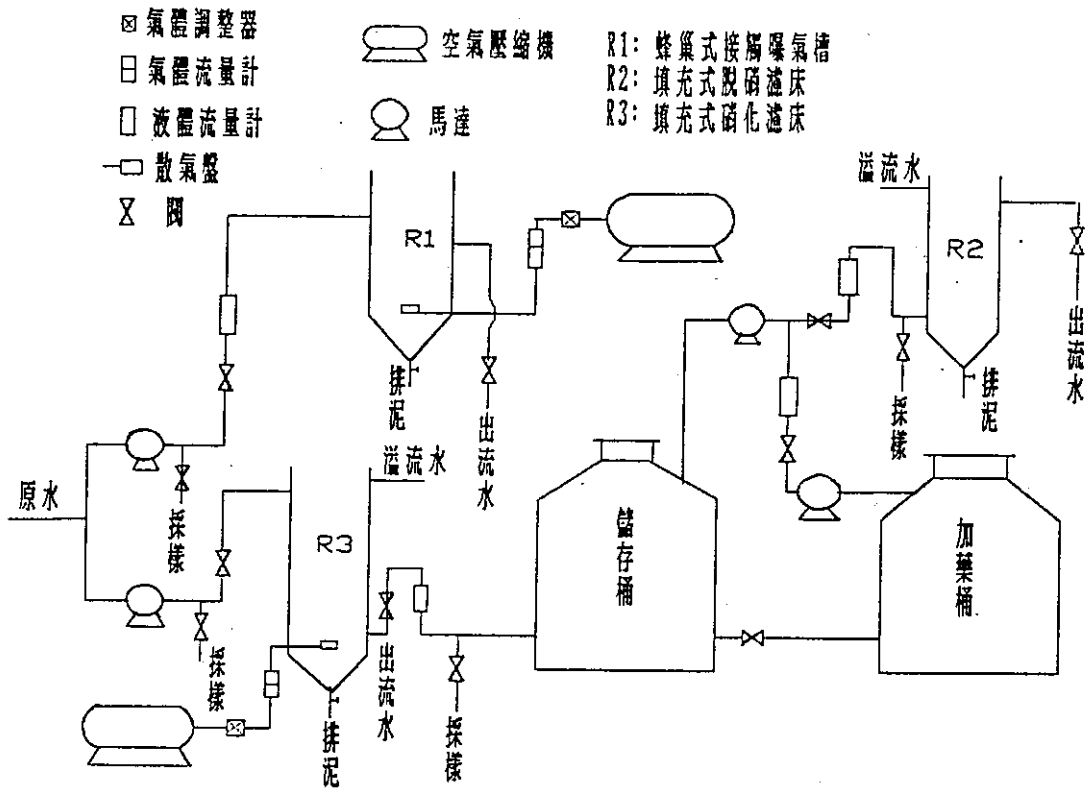 氣體調整器
氣體流量計
液體流量計
散氣盤
閥
空氣壓縮機
馬達
R1: 蜂巢式接觸曝氣槽
R2: 填充式脫硝濾床
R3: 填充式硝化濾床
溢流水
R1
R2
出流水
排泥
出流水
採樣
排泥
原水
採樣
溢流水
R3
儲存桶
加藥桶
採樣
出流水
排泥
採樣